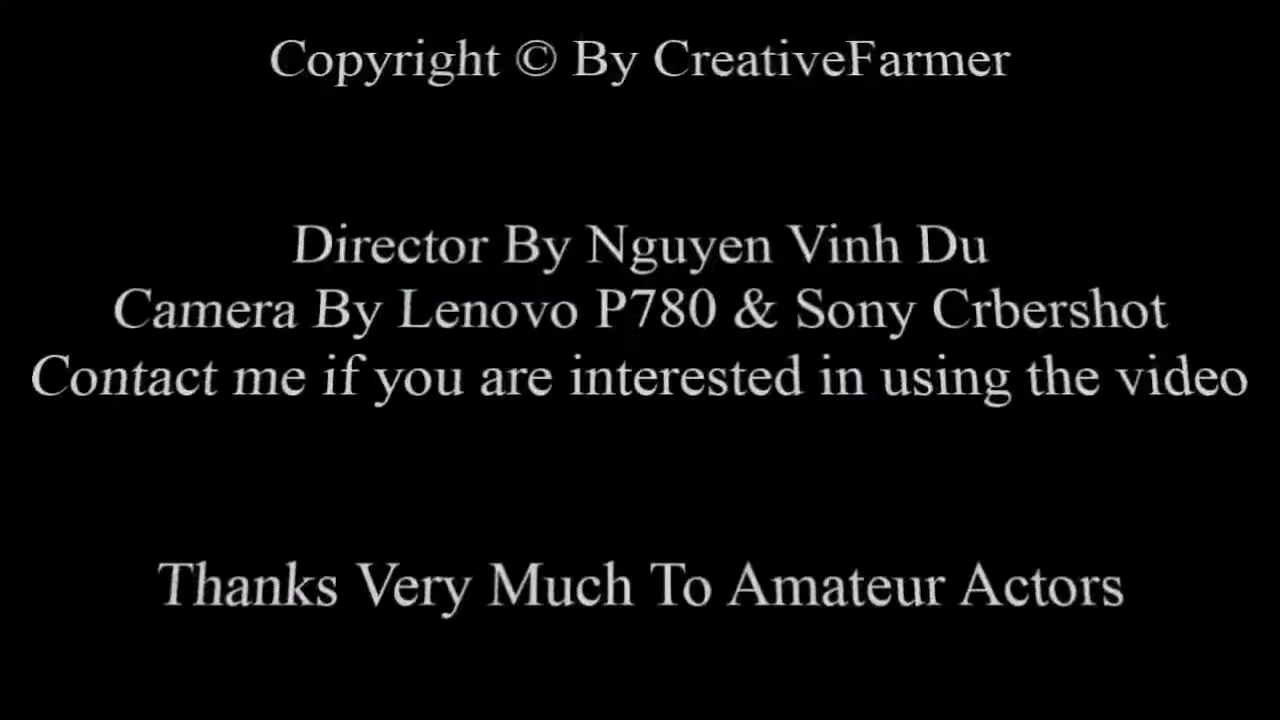 Copyright © By CreativeFarmer
Director By Nguyen Vinh Du
Camera By Lenovo P780 & Sony Crbershot
Contact me if you are interested in using the video
Thanks Very Much To Amateur Actors